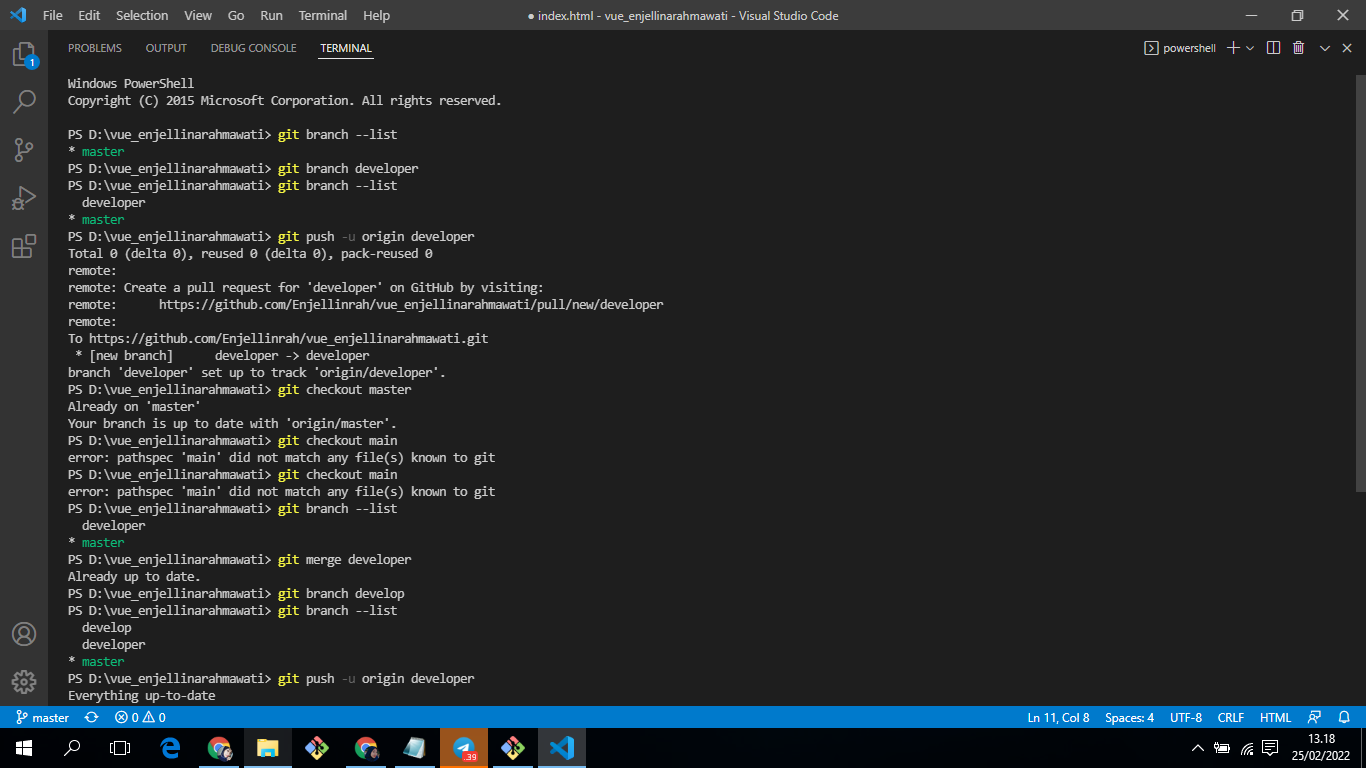 File Edit Selection View Go Run Terminal Help ● index.html - vue_enjellinarahmawati - Visual Studio Code
PROBLEMS OUTPUT DEBUG CONSOLE TERMINAL powershell
1
Windows PowerShell
Copyright (C) 2015 Microsoft Corporation. All rights reserved.
PS D:\vue_enjellinarahmawati> git branch --list
* master
PS D:\vue_enjellinarahmawati> git branch developer
PS D:\vue_enjellinarahmawati> git branch --list
developer
* master
PS D:\vue_enjellinarahmawati> git push -u origin developer
Total 0 (delta 0), reused 0 (delta 0), pack-reused 0
remote:
remote: Create a pull request for 'developer' on GitHub by visiting:
remote: https://github.com/Enjellinrah/vue_enjellinarahmawati/pull/new/developer
remote:
To https://github.com/Enjellinrah/vue_enjellinarahmawati.git
* [new branch] developer -> developer
branch 'developer' set up to track 'origin/developer'.
PS D:\vue_enjellinarahmawati> git checkout master
Already on 'master'
Your branch is up to date with 'origin/master'.
PS D:\vue_enjellinarahmawati> git checkout main
error: pathspec 'main' did not match any file(s) known to git
PS D:\vue_enjellinarahmawati> git checkout main
error: pathspec 'main' did not match any file(s) known to git
PS D:\vue_enjellinarahmawati> git branch --list
developer
* master
PS D:\vue_enjellinarahmawati> git merge developer
Already up to date.
PS D:\vue_enjellinarahmawati> git branch develop
PS D:\vue_enjellinarahmawati> git branch --list
develop
developer
* master
PS D:\vue_enjellinarahmawati> git push -u origin developer
Everything up-to-date
master 0 0 Ln 11, Col 8 Spaces: 4 UTF-8 CRLF HTML
39
13.18
25/02/2022